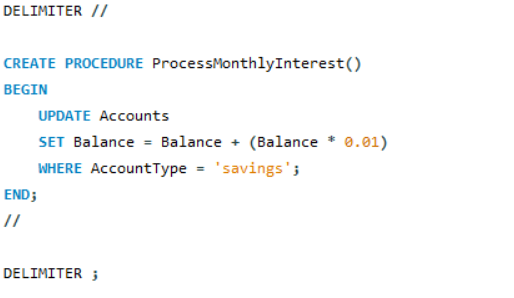 DELIMITER //
CREATE PROCEDURE ProcessMonthlyInterest()
BEGIN
UPDATE Accounts
SET Balance = Balance + (Balance * 0.01)
WHERE AccountType = 'savings';
END;
//
DELIMITER ;